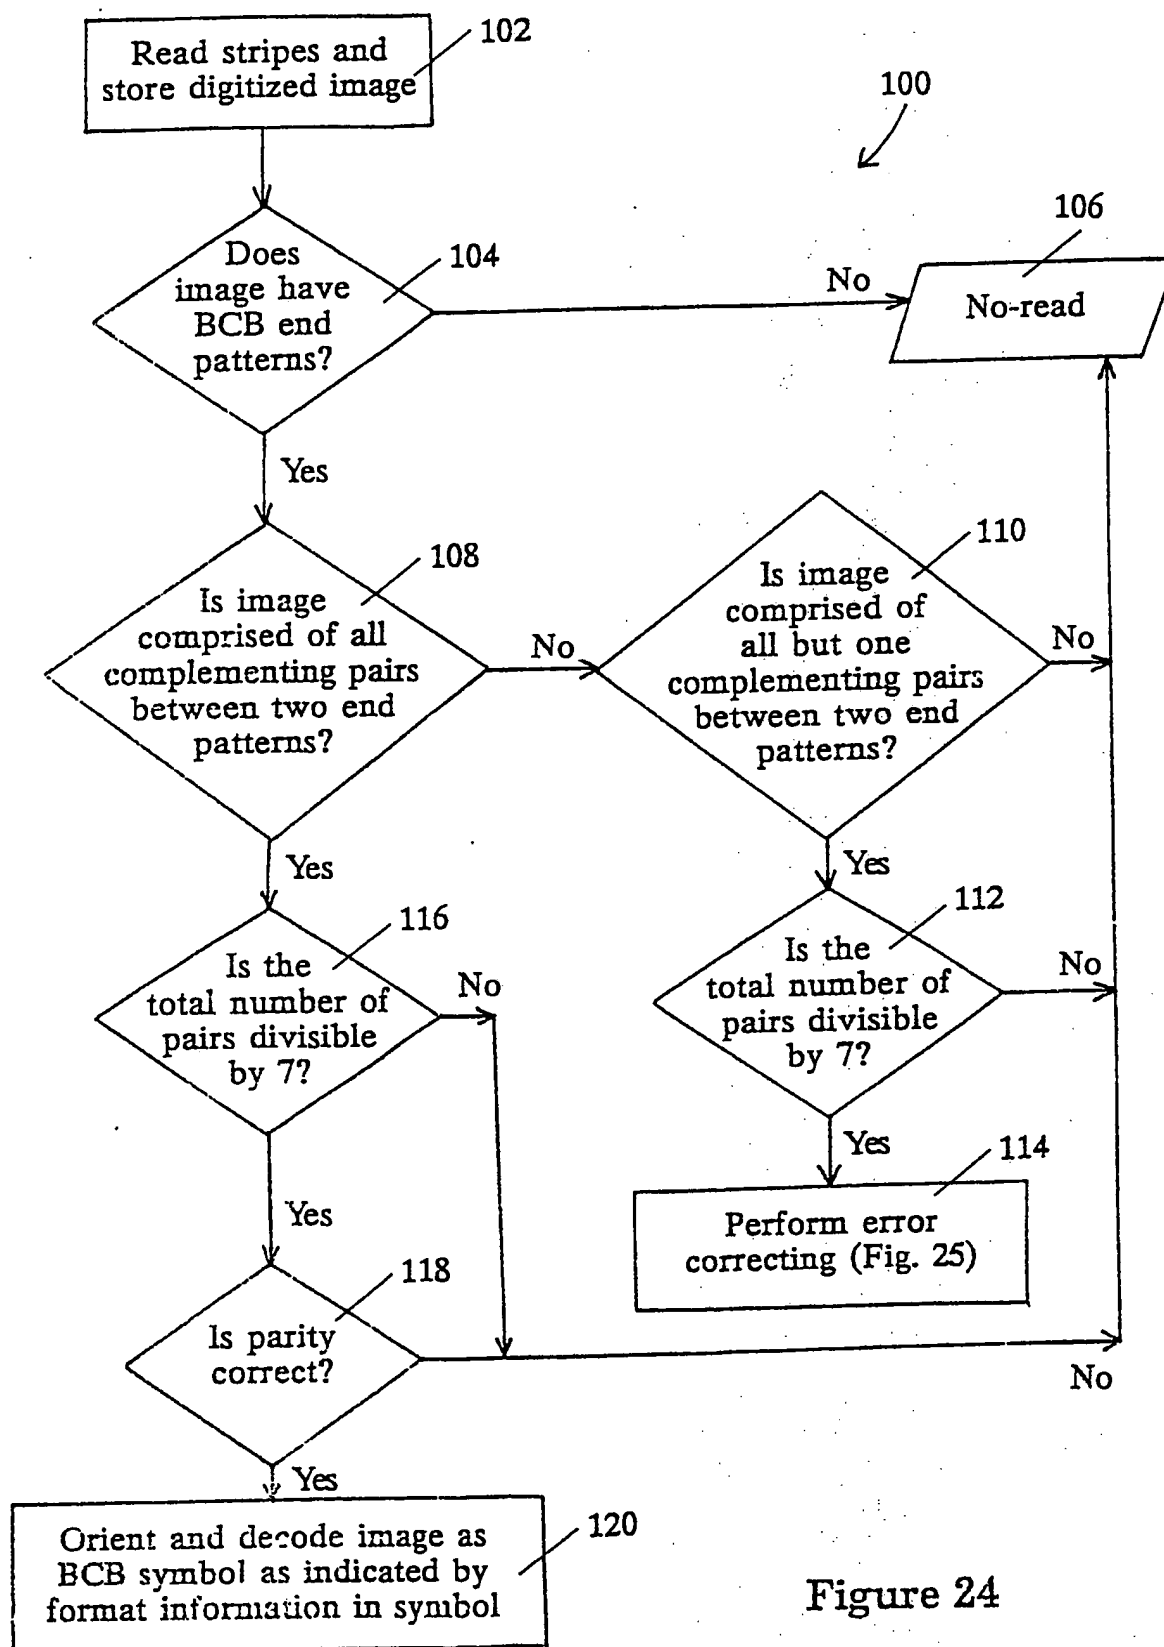 Read stripes and
store digitized image
102
100
Does
image have
BCB end
patterns?
104
No
106
No-read
Yes
Is image
comprised of all
complementing pairs
between two end
patterns?
108
No
Is image
comprised of
all but one
complementing pairs
between two end
patterns?
110
No
Yes
Yes
Is the
total number of
pairs divisible
by 7?
116
No
Is the
total number of
pairs divisible
by 7?
112
No
Yes
Yes
Perform error
correcting (Fig. 25)
114
Is parity
correct?
118
No
Yes
Orient and decode image as
BCB symbol as indicated by
format information in symbol
120
Figure 24